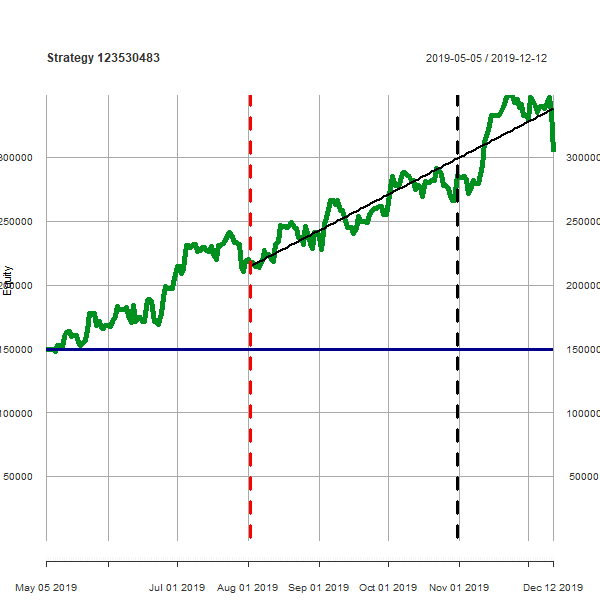 Strategy 123530483 2019-05-05 / 2019-12-12
300000 300000
250000 250000
Equity
200000 200000
150000 150000
100000 100000
50000 50000
May 05 2019 Jul 01 2019 Aug 01 2019 Sep 01 2019 Oct 01 2019 Nov 01 2019 Dec 12 2019